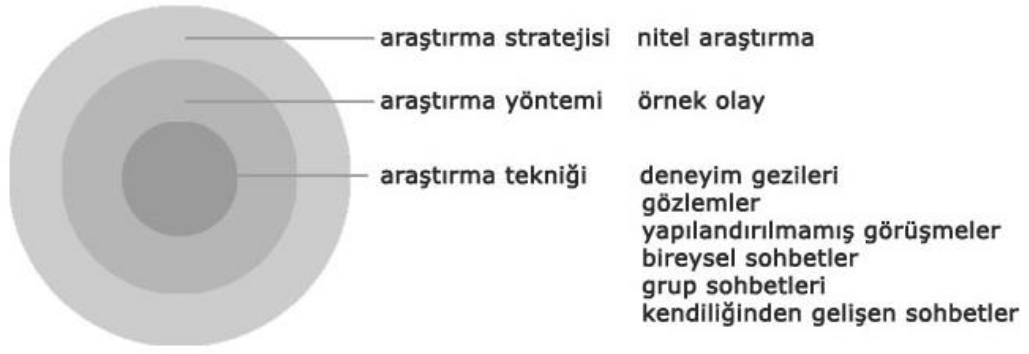 araştırma stratejisi nitel araştırma
araştırma yöntemi örnek olay
araştırma tekniği deneyim gezileri
gözlemler
yapılandırılmamış görüşmeler
bireysel sohbetler
grup sohbetleri
kendiliğinden gelişen sohbetler